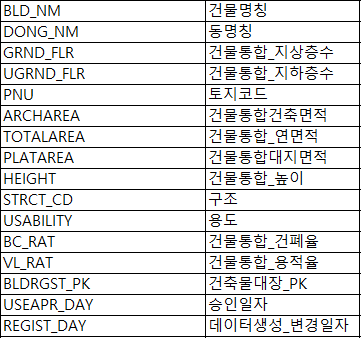 BLD_NM 건물명칭
DONG_NM 동명칭
GRND_FLR 건물통합_지상층수
UGRND_FLR 건물통합_지하층수
PNU 토지코드
ARCHAREA 건물통합건축면적
TOTALAREA 건물통합_연면적
PLATAREA 건물통합대지면적
HEIGHT 건물통합_높이
STRCT_CD 구조
USABILITY 용도
BC_RAT 건물통합_건폐율
VL_RAT 건물통합_용적율
BLDRGST_PK 건축물대장_PK
USEAPR_DAY 승인일자
REGIST_DAY 데이터생성_변경일자